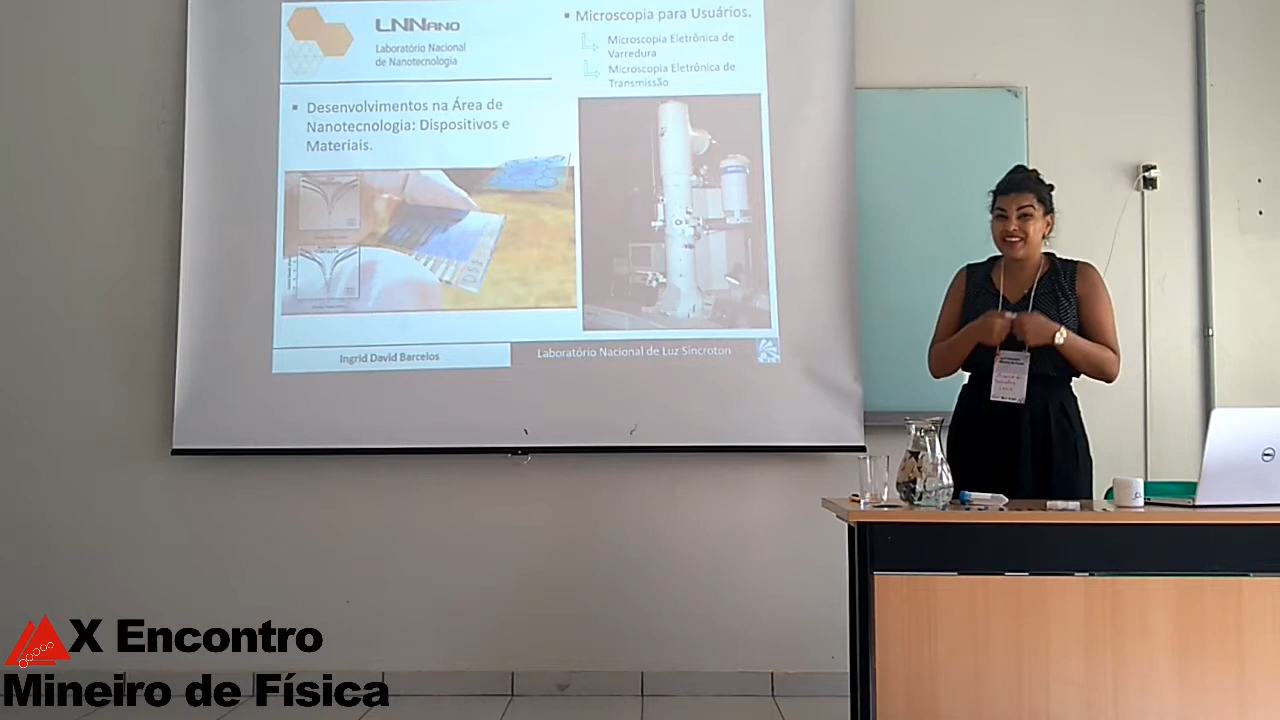 LNNANO
Laboratório Nacional
de Nanotecnologia
Desenvolvimentos na Área de
Nanotecnologia: Dispositivos e
Materiais.
Microscopia para Usuários.
Microscopia Eletrônica de
Varredura
Microscopia Eletrônica de
Transmissão
Ingrid David Barcelos
Laboratório Nacional de Luz Síncroton
DELL
X Encontro
Mineiro de Física